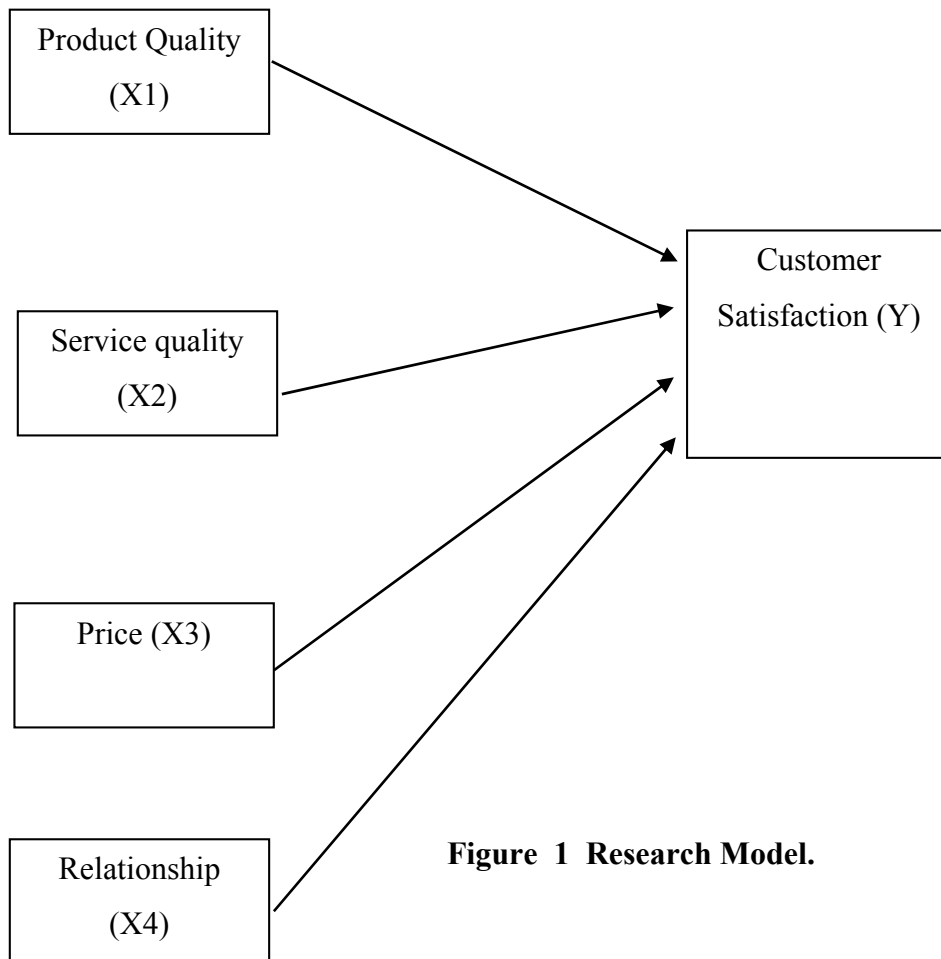 Product Quality
(X1)
Customer
Satisfaction (Y)
Service quality
(X2)
Price (X3)
Relationship
(X4)
Figure 1 Research Model.